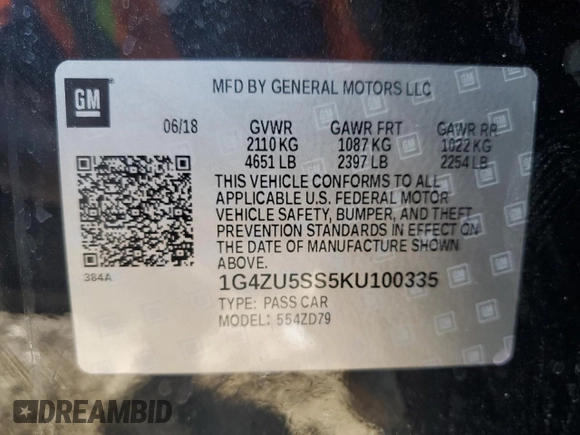 GM
MFD BY GENERAL MOTORS LLC
06/18 GVWR GAWR FRT GAWR RR
2110 KG 1087 KG 1022 KG
4651 LB 2397 LB 2254 LB
THIS VEHICLE CONFORMS TO ALL
APPLICABLE U.S. FEDERAL MOTOR
VEHICLE SAFETY, BUMPER, AND THEFT
PREVENTION STANDARDS IN EFFECT ON
THE DATE OF MANUFACTURE SHOWN
ABOVE.
384A
1G4ZU5SS5KU100335
TYPE: PASS CAR
MODEL: 554ZD79
DREAMBID